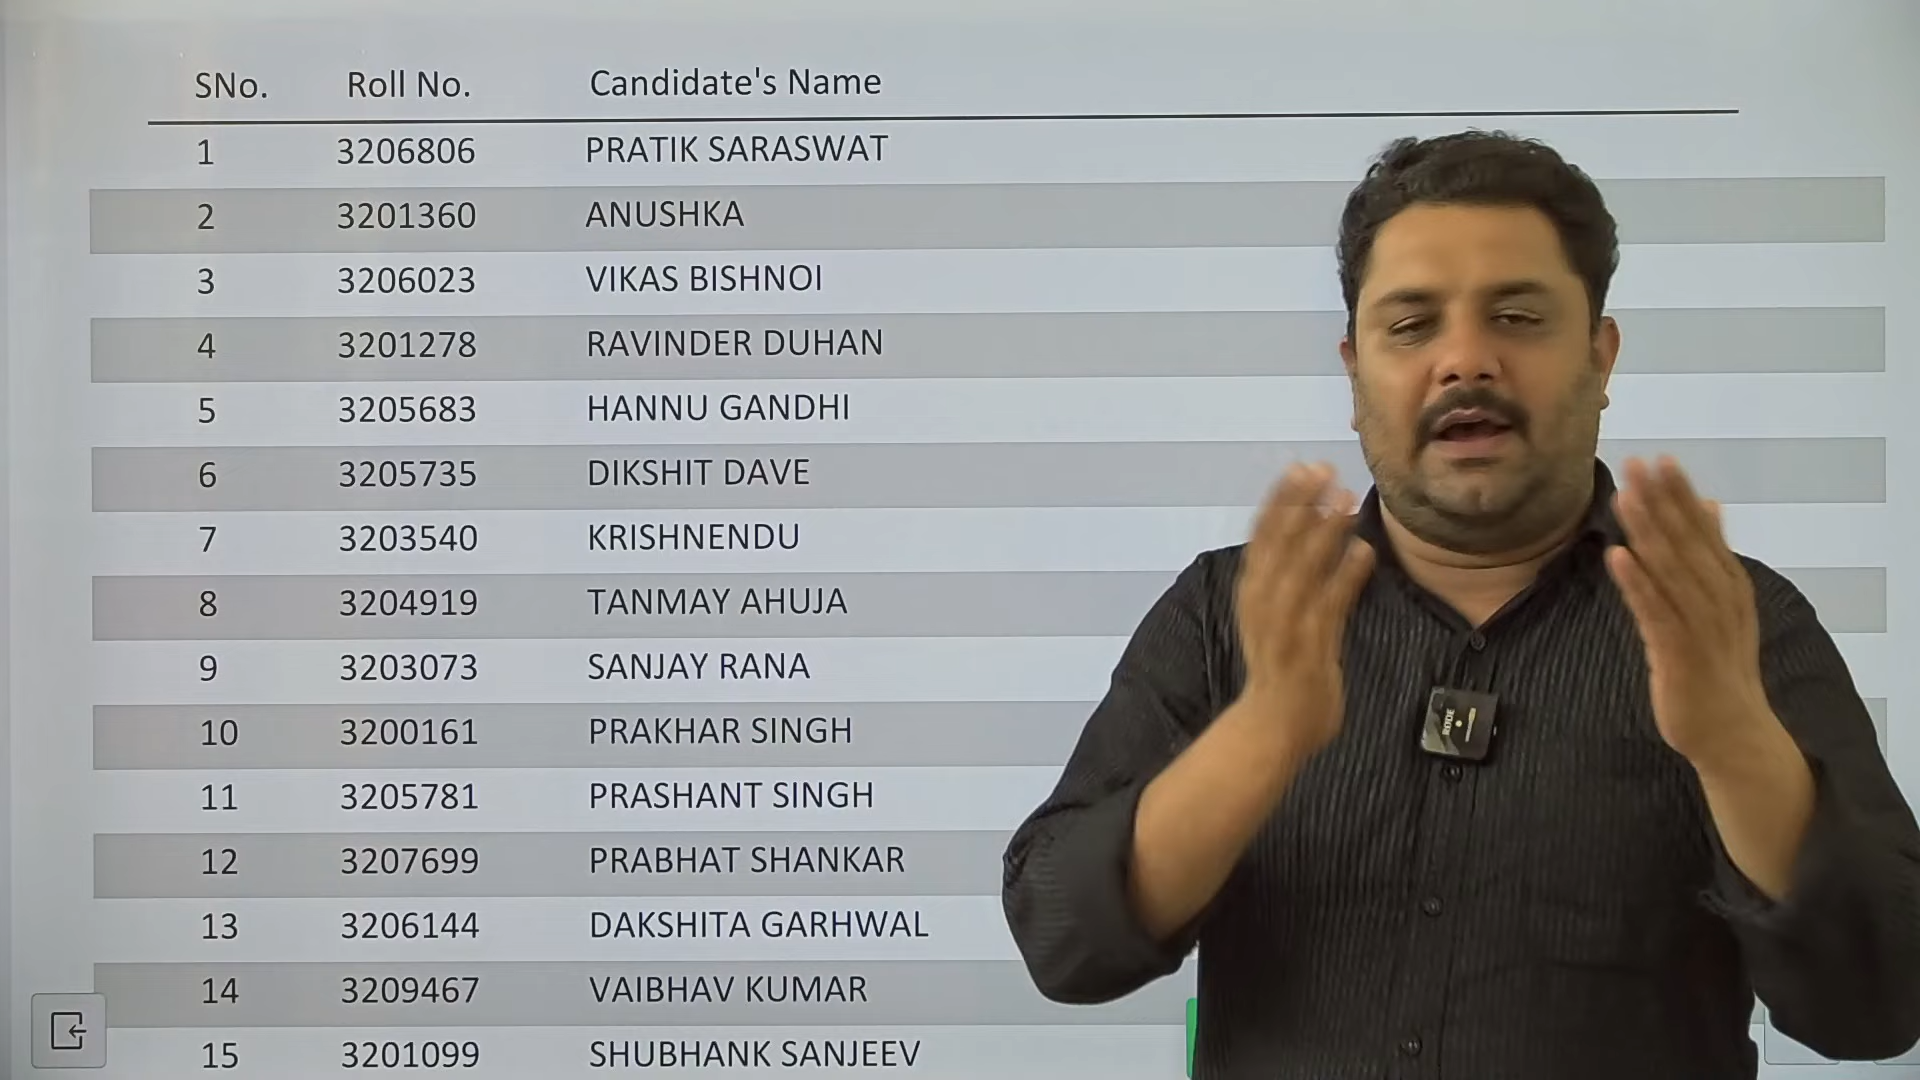 SNo. Roll No. Candidate's Name
1 3206806 PRATIK SARASWAT
2 3201360 ANUSHKA
3 3206023 VIKAS BISHNOI
4 3201278 RAVINDER DUHAN
5 3205683 HANNU GANDHI
6 3205735 DIKSHIT DAVE
7 3203540 KRISHNENDU
8 3204919 TANMAY AHUJA
9 3203073 SANJAY RANA
10 3200161 PRAKHAR SINGH
RODE
11 3205781 PRASHANT SINGH
12 3207699 PRABHAT SHANKAR
13 3206144 DAKSHITA GARHWAL
14 3209467 VAIBHAV KUMAR
15 3201099 SHUBHANK SANJEEV